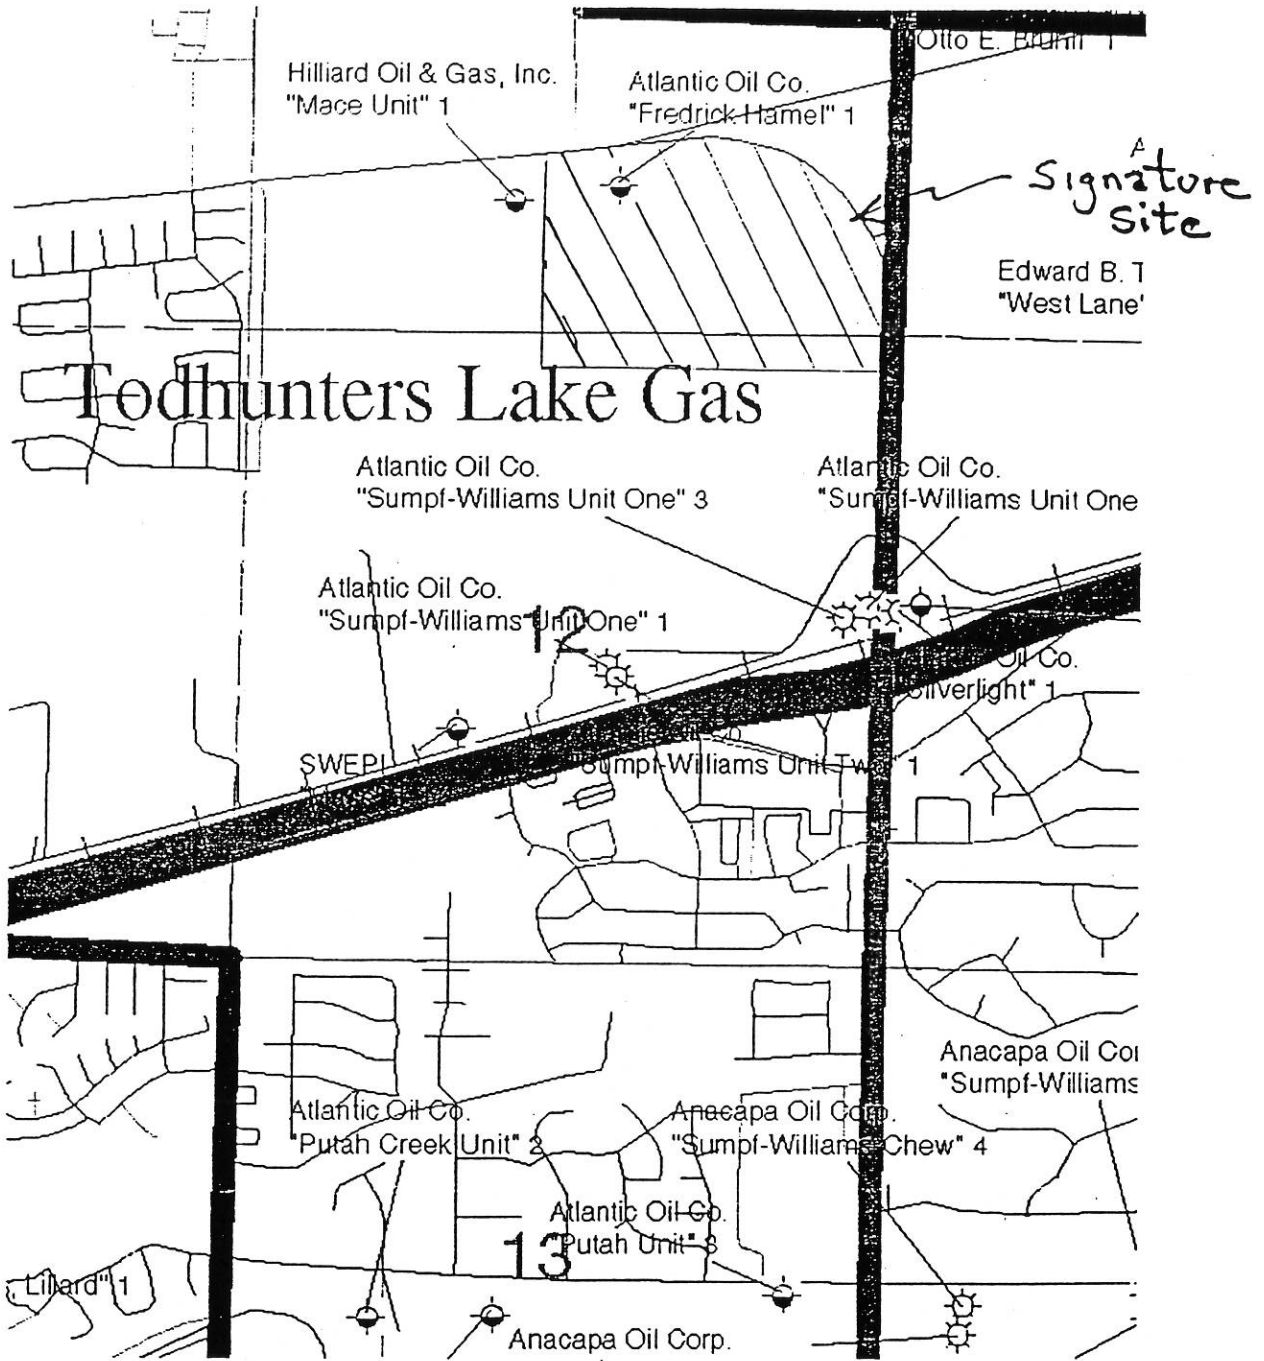 Otto E. Bruhn 1
Hilliard Oil & Gas, Inc.
"Mace Unit" 1
Atlantic Oil Co.
"Fredrick Hamel" 1
A
Signature
Site
Edward B. T
"West Lane"
Todhunters Lake Gas
Atlantic Oil Co.
"Sumpf-Williams Unit One" 3
Atlantic Oil Co.
"Sumpf-Williams Unit One
Atlantic Oil Co.
"Sumpf-Williams Unit One" 1
12
Oil Co.
"Silverlight" 1
SWEPI
"Sumpf-Williams Unit Two" 1
Anacapa Oil Cor
"Sumpf-Williams
Atlantic Oil Co.
"Putah Creek Unit" 2
Anacapa Oil Corp.
"Sumpf-Williams-Chew" 4
Atlantic Oil Co.
"Putah Unit" 3
13
Lillard" 1
Anacapa Oil Corp.